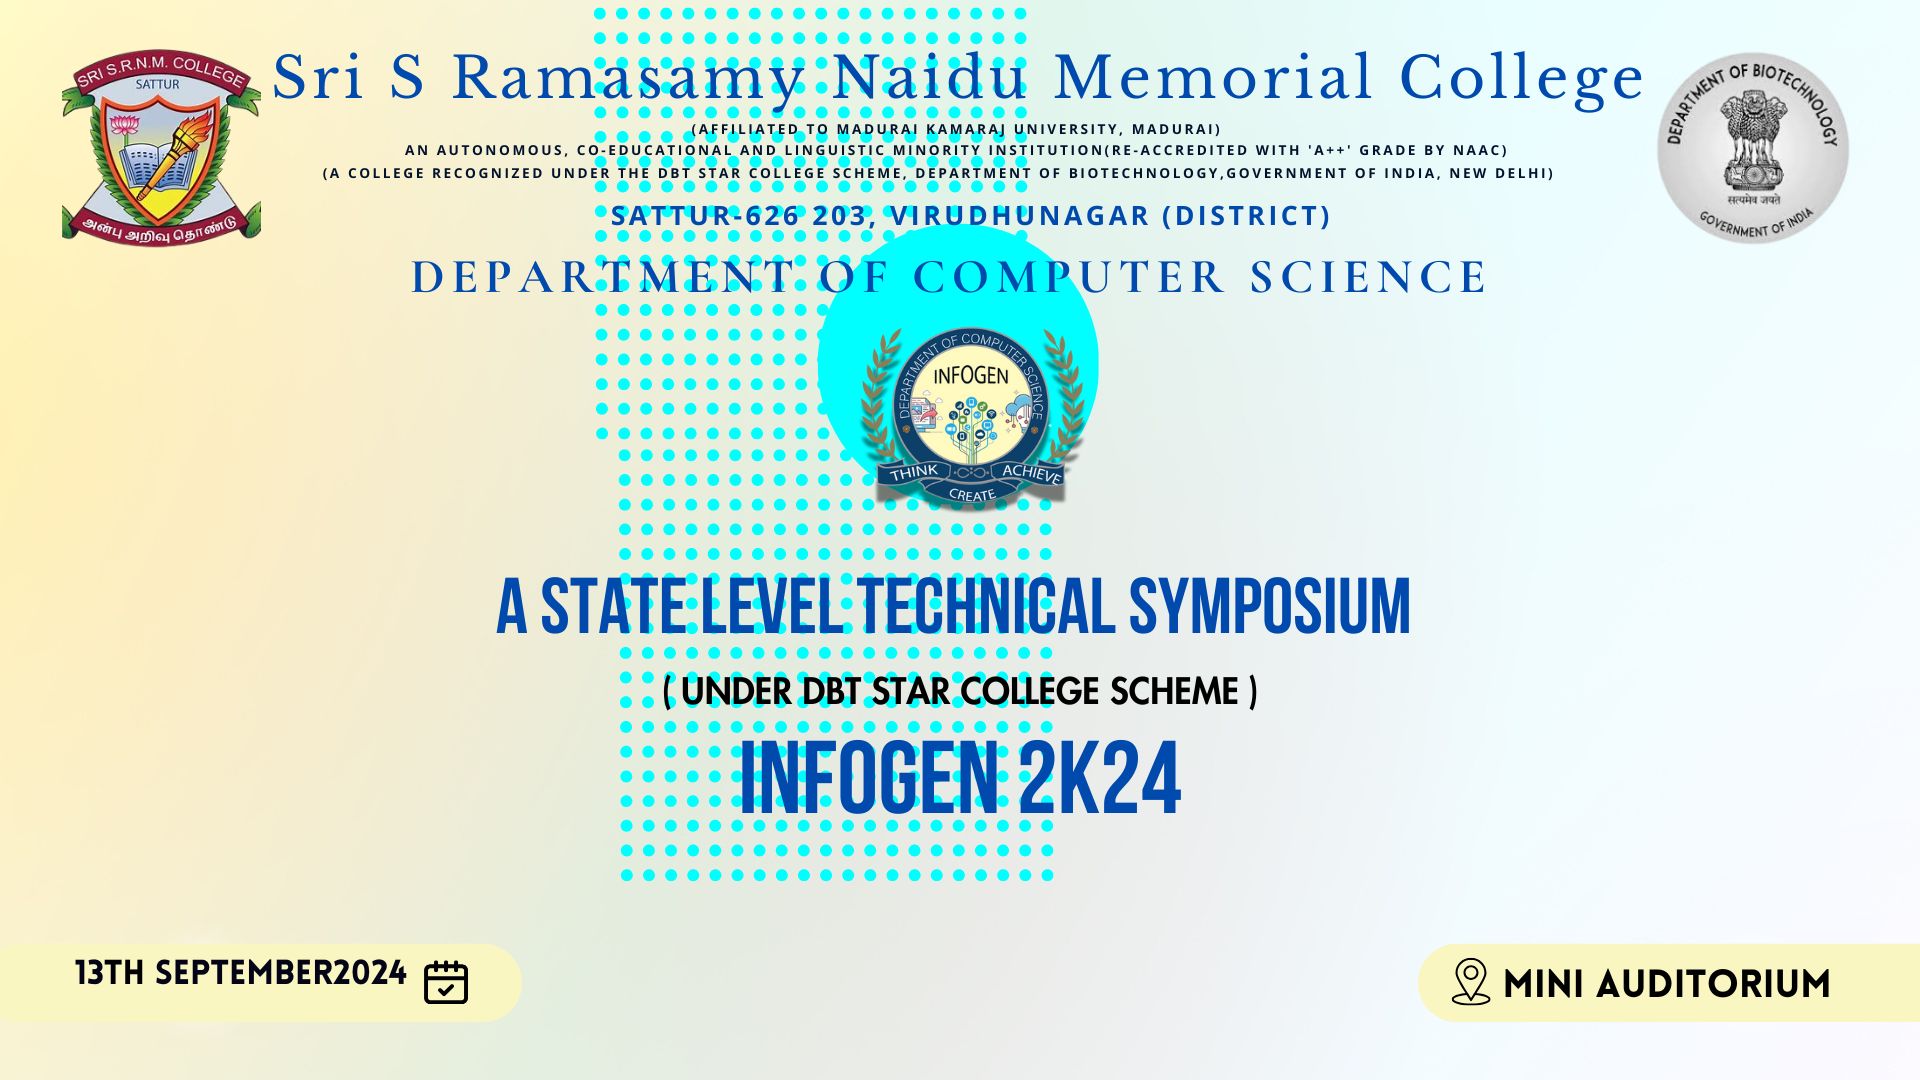 SRI S.R.N.M. COLLEGE
SATTUR
அன்பு அறிவு தொண்டு
Sri S Ramasamy Naidu Memorial College
(AFFILIATED TO MADURAI KAMARAJ UNIVERSITY, MADURAI)
AN AUTONOMOUS, CO-EDUCATIONAL AND LINGUISTIC MINORITY INSTITUTION(RE-ACCREDITED WITH 'A++' GRADE BY NAAC)
(A COLLEGE RECOGNIZED UNDER THE DBT STAR COLLEGE SCHEME, DEPARTMENT OF BIOTECHNOLOGY,GOVERNMENT OF INDIA, NEW DELHI)
SATTUR-626 203, VIRUDHUNAGAR (DISTRICT)
DEPARTMENT OF BIOTECHNOLOGY
सत्यमेव जयते
GOVERNMENT OF INDIA
DEPARTMENT OF COMPUTER SCIENCE
DEPARTMENT OF COMPUTER SCIENCE
INFOGEN
THINK
CREATE
ACHIEVE
A STATE LEVEL TECHNICAL SYMPOSIUM
( UNDER DBT STAR COLLEGE SCHEME )
INFOGEN 2K24
13TH SEPTEMBER2024
MINI AUDITORIUM